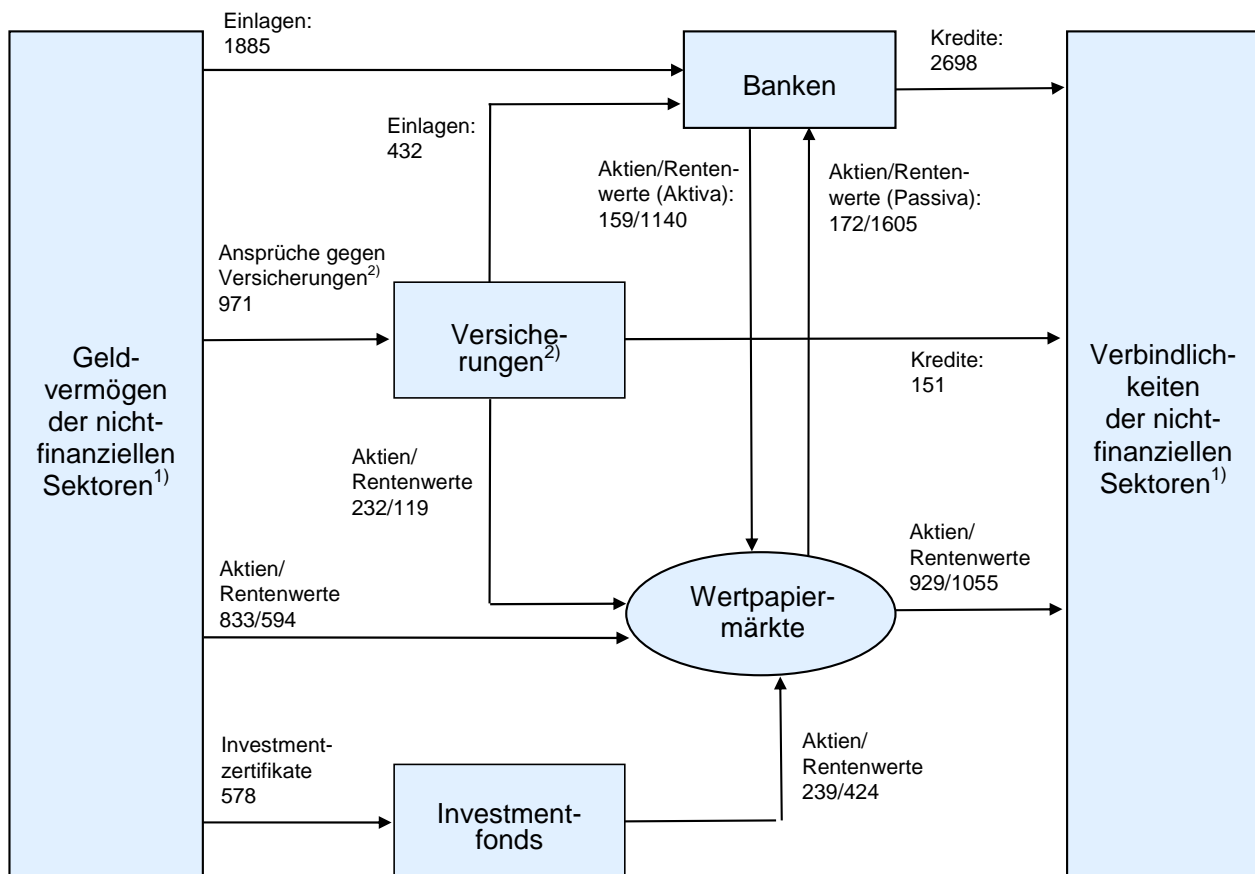 Einlagen:
1885
Kredite:
2698
Banken
Einlagen:
432
Aktien/Renten-
werte (Aktiva):
159/1140
Aktien/Renten-
werte (Passiva):
172/1605
Ansprüche gegen
Versicherungen2)
971
Versiche-
rungen2)
Kredite:
151
Geld-
vermögen
der nicht-
finanziellen
Sektoren1)
Verbindlich-
keiten
der nicht-
finanziellen
Sektoren1)
Aktien/
Rentenwerte
232/119
Aktien/
Rentenwerte
833/594
Wertpapier-
märkte
Aktien/
Rentenwerte
929/1055
Investment-
zertifikate
578
Investment-
fonds
Aktien/
Rentenwerte
239/424